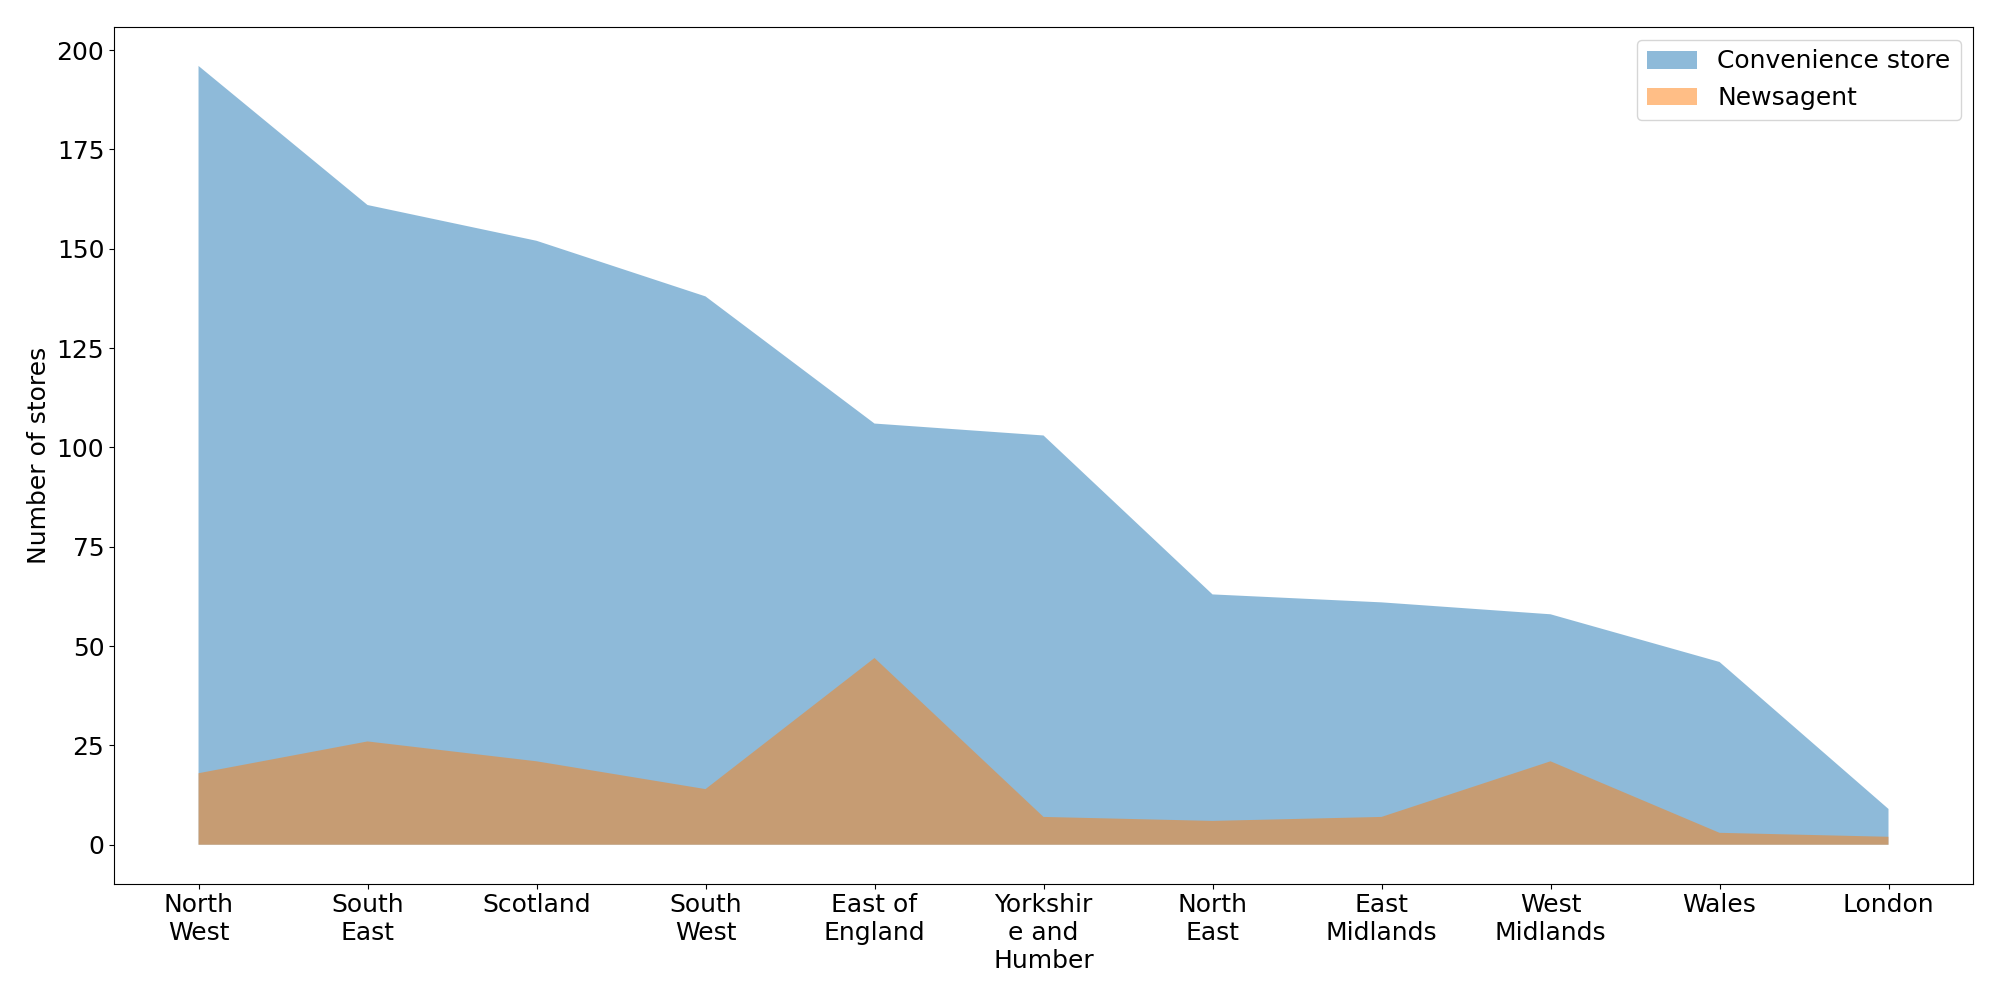 200
175
150
125
100
75
50
25
0
Number of stores
Convenience store
Newsagent
North
West
South
East
Scotland
South
West
East of
England
Yorkshir
e and
Humber
North
East
East
Midlands
West
Midlands
Wales
London